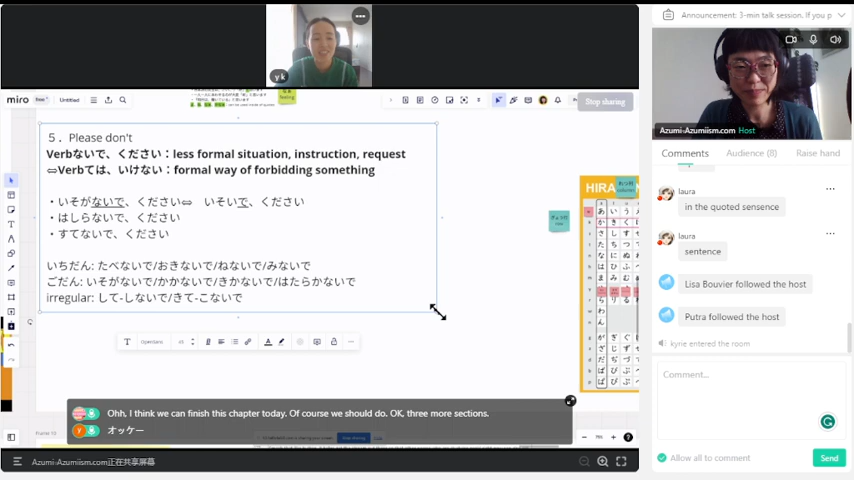 Announcement: 3-min talk session. If you p
y k
Azumi-Azumiism.com Host
miro
Untitled
Stop sharing
５．Please don't
Verbないで、ください：less formal situation, instruction, request
⇔Verbては、いけない：formal way of forbidding something
・いそがないで、ください⇔　いそいで、ください
・はしらないで、ください
・すてないで、ください
いちだん: たべないで/おきないで/ねないで/みないで
ごだん: いそがないで/かかないで/きかないで/はたらかないで
irregular: して-しないで/きて-こないで
HIRA
Ohh, I think we can finish this chapter today. Of course we should do. OK, three more sections.
オッケー
Azumi-Azumiism.com正在共享屏幕
Comments
Audience (8)
Raise hand
laura
in the quoted sensence
laura
sentence
Lisa Bouvier followed the host
Putra followed the host
kyrie entered the room
Comment...
Allow all to comment
Send